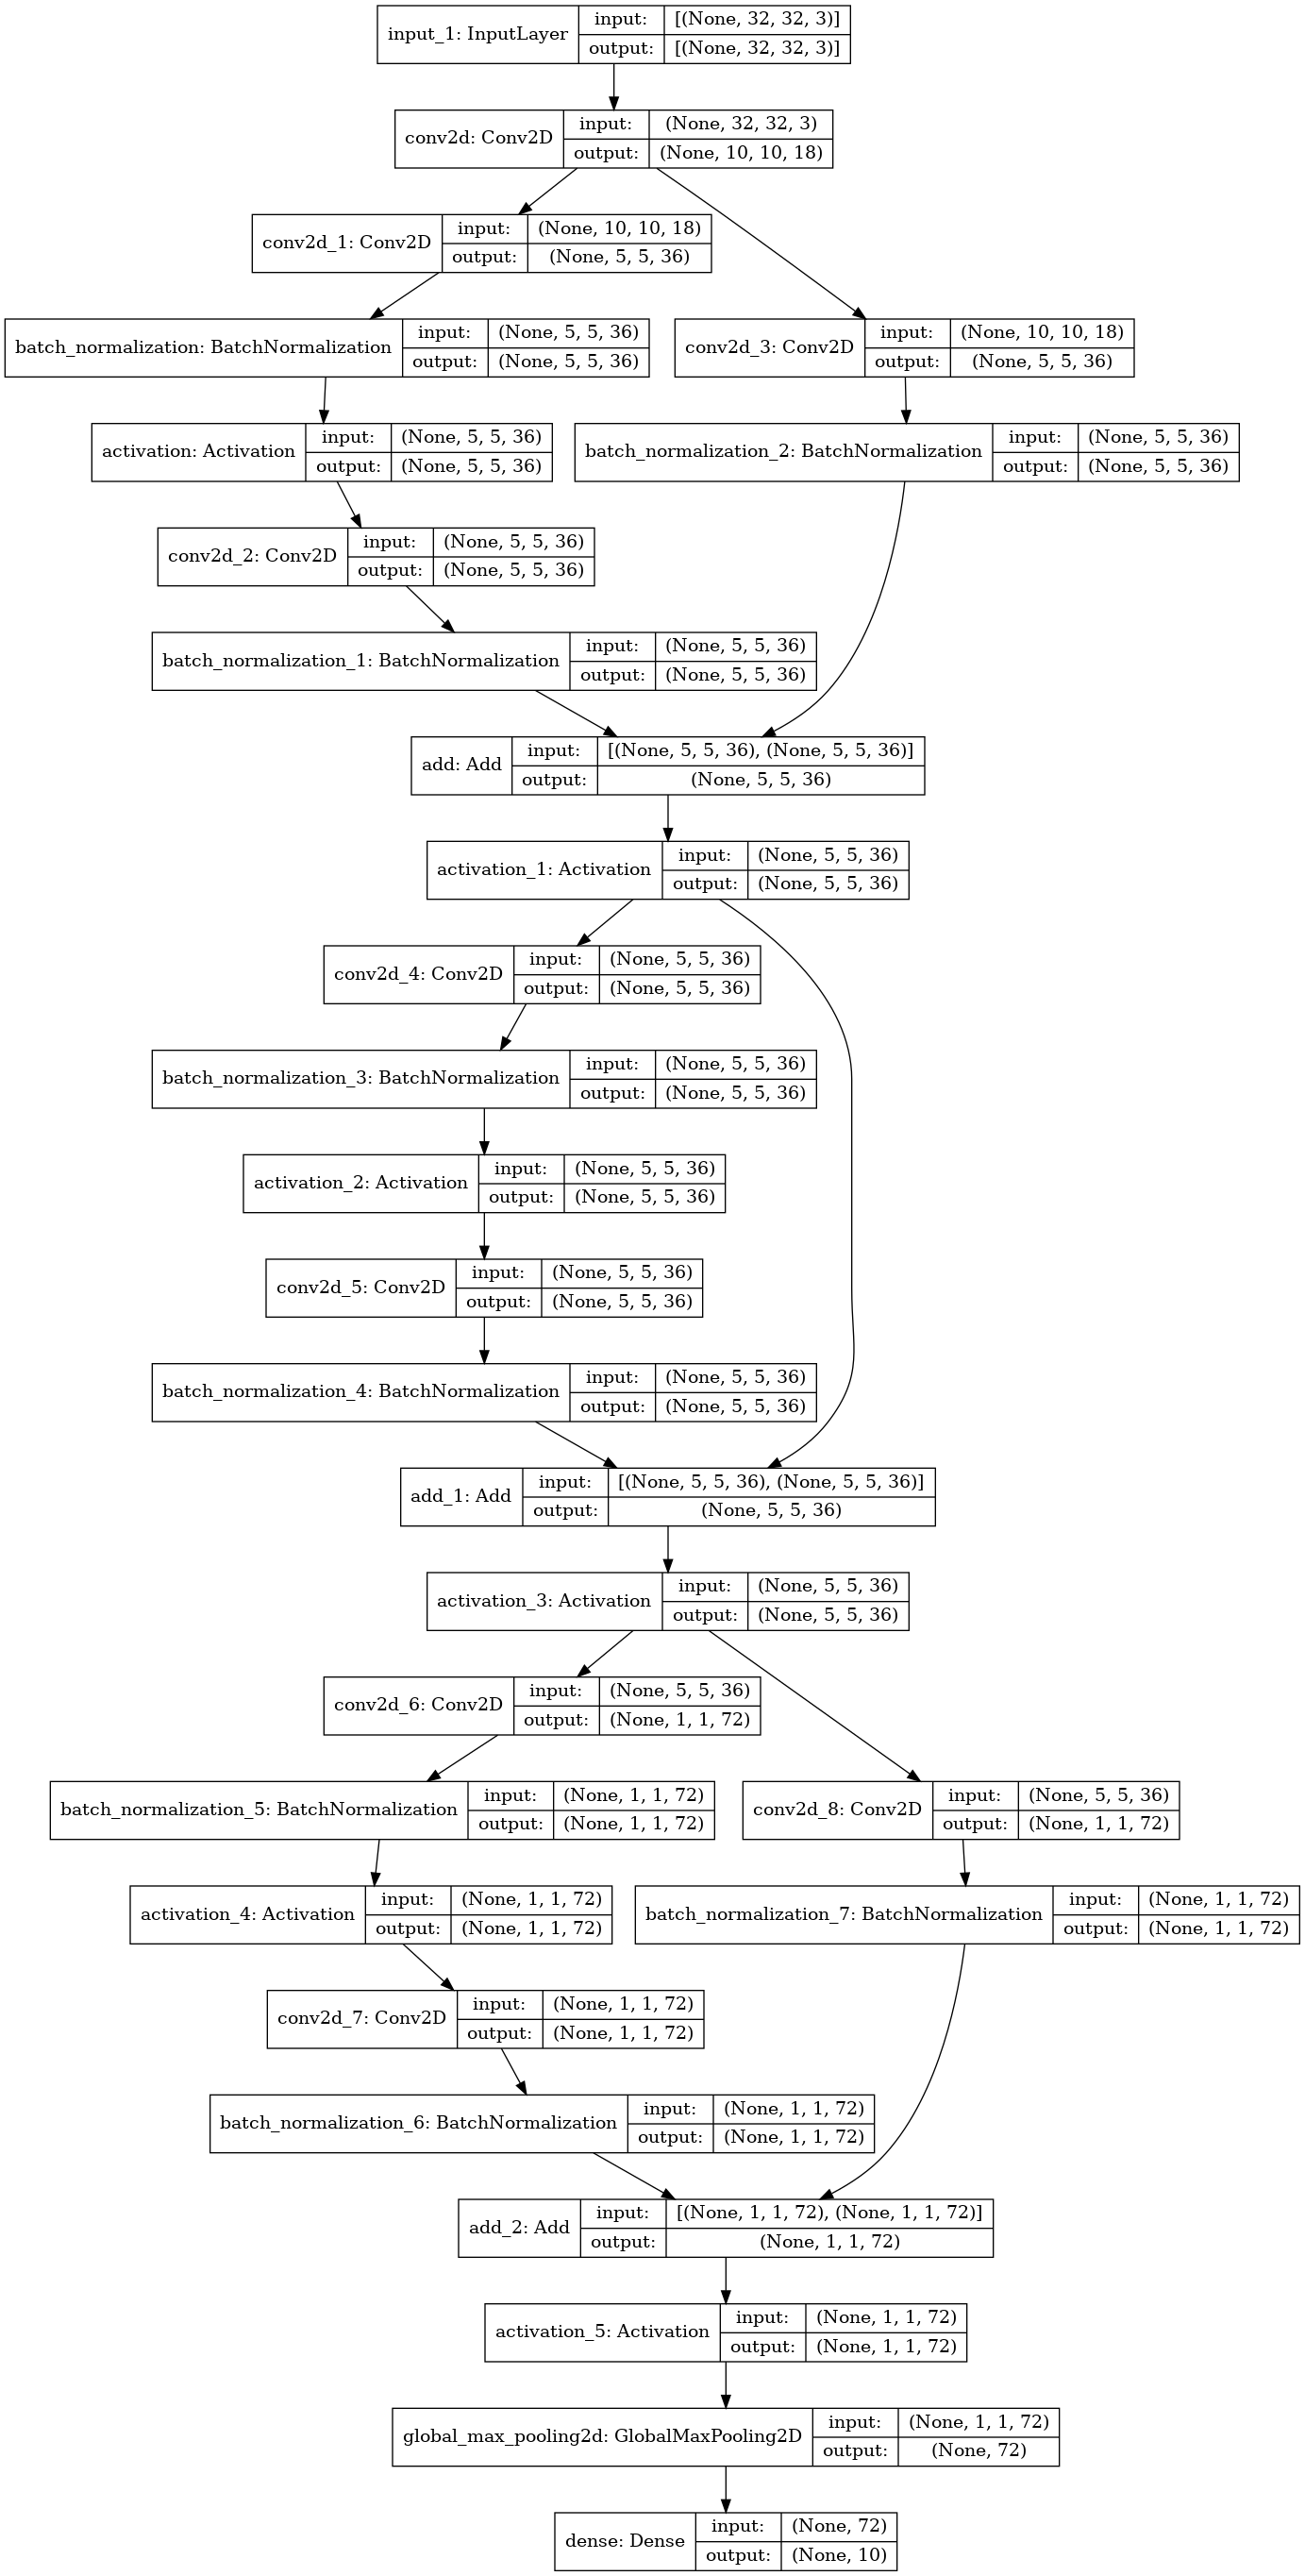 input_1: InputLayer
input:
[(None, 32, 32, 3)]
output:
[(None, 32, 32, 3)]
conv2d: Conv2D
input:
(None, 32, 32, 3)
output:
(None, 10, 10, 18)
conv2d_1: Conv2D
input:
(None, 10, 10, 18)
output:
(None, 5, 5, 36)
batch_normalization: BatchNormalization
input:
(None, 5, 5, 36)
output:
(None, 5, 5, 36)
conv2d_3: Conv2D
input:
(None, 10, 10, 18)
output:
(None, 5, 5, 36)
activation: Activation
input:
(None, 5, 5, 36)
output:
(None, 5, 5, 36)
batch_normalization_2: BatchNormalization
input:
(None, 5, 5, 36)
output:
(None, 5, 5, 36)
conv2d_2: Conv2D
input:
(None, 5, 5, 36)
output:
(None, 5, 5, 36)
batch_normalization_1: BatchNormalization
input:
(None, 5, 5, 36)
output:
(None, 5, 5, 36)
add: Add
input:
[(None, 5, 5, 36), (None, 5, 5, 36)]
output:
(None, 5, 5, 36)
activation_1: Activation
input:
(None, 5, 5, 36)
output:
(None, 5, 5, 36)
conv2d_4: Conv2D
input:
(None, 5, 5, 36)
output:
(None, 5, 5, 36)
batch_normalization_3: BatchNormalization
input:
(None, 5, 5, 36)
output:
(None, 5, 5, 36)
activation_2: Activation
input:
(None, 5, 5, 36)
output:
(None, 5, 5, 36)
conv2d_5: Conv2D
input:
(None, 5, 5, 36)
output:
(None, 5, 5, 36)
batch_normalization_4: BatchNormalization
input:
(None, 5, 5, 36)
output:
(None, 5, 5, 36)
add_1: Add
input:
[(None, 5, 5, 36), (None, 5, 5, 36)]
output:
(None, 5, 5, 36)
activation_3: Activation
input:
(None, 5, 5, 36)
output:
(None, 5, 5, 36)
conv2d_6: Conv2D
input:
(None, 5, 5, 36)
output:
(None, 1, 1, 72)
batch_normalization_5: BatchNormalization
input:
(None, 1, 1, 72)
output:
(None, 1, 1, 72)
conv2d_8: Conv2D
input:
(None, 5, 5, 36)
output:
(None, 1, 1, 72)
activation_4: Activation
input:
(None, 1, 1, 72)
output:
(None, 1, 1, 72)
batch_normalization_7: BatchNormalization
input:
(None, 1, 1, 72)
output:
(None, 1, 1, 72)
conv2d_7: Conv2D
input:
(None, 1, 1, 72)
output:
(None, 1, 1, 72)
batch_normalization_6: BatchNormalization
input:
(None, 1, 1, 72)
output:
(None, 1, 1, 72)
add_2: Add
input:
[(None, 1, 1, 72), (None, 1, 1, 72)]
output:
(None, 1, 1, 72)
activation_5: Activation
input:
(None, 1, 1, 72)
output:
(None, 1, 1, 72)
global_max_pooling2d: GlobalMaxPooling2D
input:
(None, 1, 1, 72)
output:
(None, 72)
dense: Dense
input:
(None, 72)
output:
(None, 10)